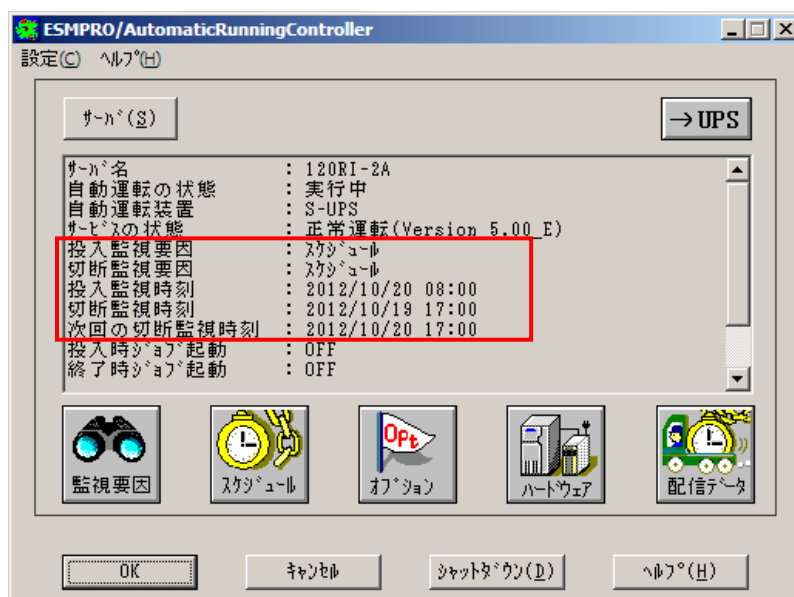 ESMPRO/AutomaticRunningController
設定(C) ﾍﾙﾌﾟ(H)
ｻｰﾊﾞ(S)
→UPS
ｻｰﾊﾞ名 : 120RI-2A
自動運転の状態 : 実行中
自動運転装置 : S-UPS
ｻｰﾋﾞｽの状態 : 正常運転(Version 5.00_E)
投入監視要因 : ｽｹｼﾞｭｰﾙ
切断監視要因 : ｽｹｼﾞｭｰﾙ
投入監視時刻 : 2012/10/20 08:00
切断監視時刻 : 2012/10/19 17:00
次回の切断監視時刻 : 2012/10/20 17:00
投入時ｼﾞｮﾌﾞ起動 : OFF
終了時ｼﾞｮﾌﾞ起動 : OFF
OPt
監視要因 ｽｹｼﾞｭｰﾙ ｵﾌﾟｼｮﾝ ﾊｰﾄﾞｳｪｱ 配信ﾃﾞｰﾀ
OK ｷｬﾝｾﾙ ｼｬｯﾄﾀﾞｳﾝ(D) ﾍﾙﾌﾟ(H)